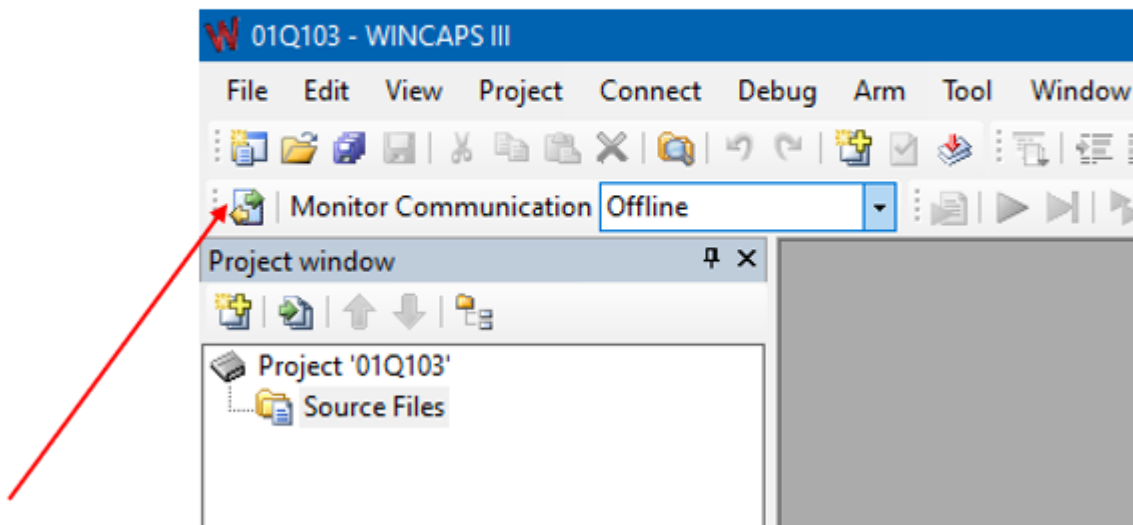 01Q103 - WINCAPS III
File Edit View Project Connect Debug Arm Tool Window
Monitor Communication Offline
Project window
Project '01Q103'
Source Files